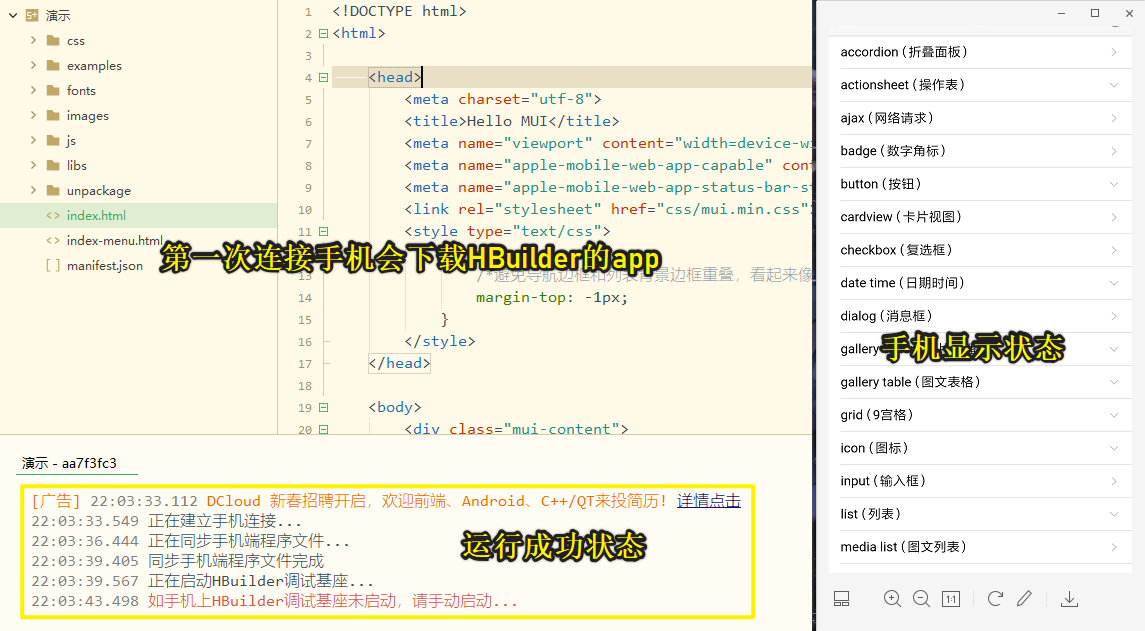 演示
css
examples
fonts
images
js
libs
unpackage
<> index.html
<> index-menu.html
[ ] manifest.json
1 <!DOCTYPE html>
2 <html>
3
4 <head>
5 <meta charset="utf-8">
6 <title>Hello MUI</title>
7 <meta name="viewport" content="width=device-wi
8 <meta name="apple-mobile-web-app-capable" cont
9 <meta name="apple-mobile-web-app-status-bar-st
10 <link rel="stylesheet" href="css/mui.min.css">
11 <style type="text/css">
第一次连接手机会下载HBuilder的app
13 /*避免导航边框和列表背景边框重叠，看起来像
14 margin-top: -1px;
15 }
16 </style>
17 </head>
18
19 <body>
20 <div class="mui-content">
演示 - aa7f3fc3
[广告] 22:03:33.112 DCloud 新春招聘开启，欢迎前端、Android、C++/QT来投简历！详情点击
22:03:33.549 正在建立手机连接...
22:03:36.444 正在同步手机端程序文件...
22:03:39.405 同步手机端程序文件完成
22:03:39.567 正在启动HBuilder调试基座...
22:03:43.498 如手机上HBuilder调试基座未启动，请手动启动...
运行成功状态
accordion (折叠面板)
actionsheet (操作表)
ajax (网络请求)
badge (数字角标)
button (按钮)
cardview (卡片视图)
checkbox (复选框)
date time (日期时间)
dialog (消息框)
gallery
手机显示状态
gallery table (图文表格)
grid (9宫格)
icon (图标)
input (输入框)
list (列表)
media list (图文列表)
1:1